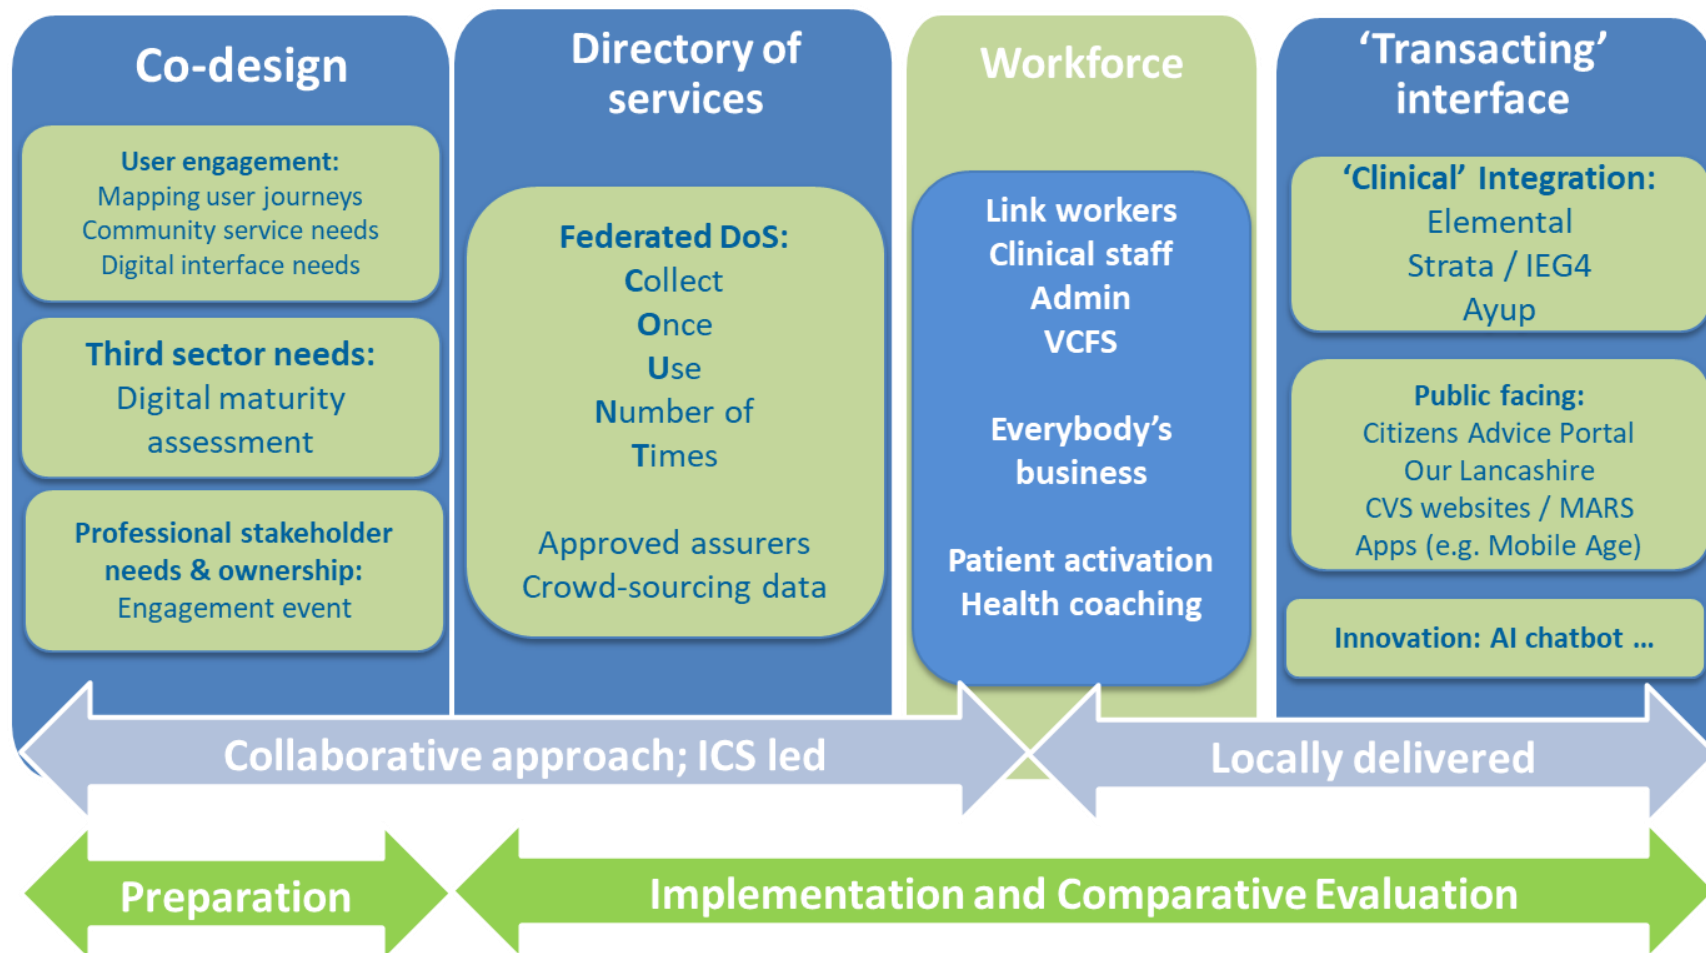 Co-design
User engagement:
Mapping user journeys
Community service needs
Digital interface needs
Third sector needs:
Digital maturity
assessment
Professional stakeholder
needs & ownership:
Engagement event
Directory of
services
Federated DoS:
Collect
Once
Use
Number of
Times
Approved assurers
Crowd-sourcing data
Workforce
Link workers
Clinical staff
Admin
VCFS
Everybody’s
business
Patient activation
Health coaching
‘Transacting’
interface
‘Clinical’ Integration:
Elemental
Strata / IEG4
Ayup
Public facing:
Citizens Advice Portal
Our Lancashire
CVS websites / MARS
Apps (e.g. Mobile Age)
Innovation: AI chatbot ...
Collaborative approach; ICS led
Locally delivered
Preparation
Implementation and Comparative Evaluation